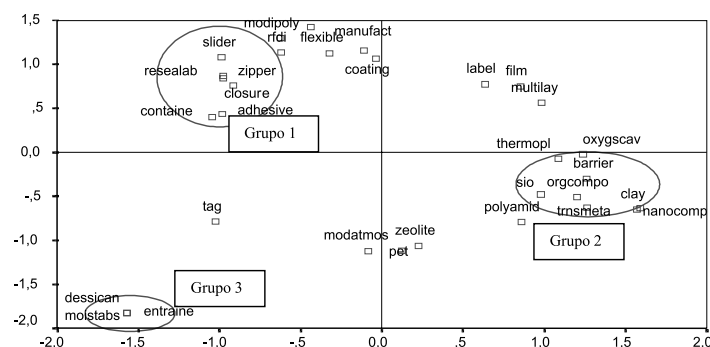 1,5
1,0
,5
0,0
-,5
-1,0
-1,5
-2,0
-2.0
-1.5
-1.0
-.5
0.0
.5
1.0
1.5
2.0
modipoly
rfdi
flexible
manufact
coating
slider
resealab
zipper
closure
containe
adhesive
Grupo 1
label
film
multilay
thermopl
oxygscav
barrier
sio
orgcompo
clay
polyamid
trnsmeta
nanocomp
Grupo 2
tag
modatmos
zeolite
pet
Grupo 3
dessican
moistabs
entraine